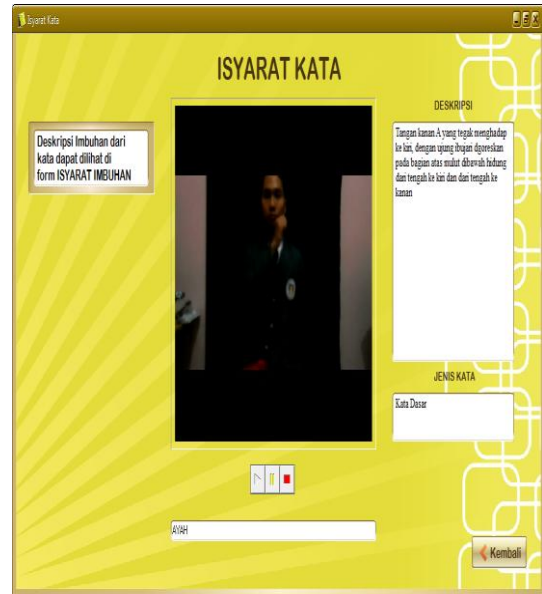 Isyarat Kata
ISYARAT KATA
Deskripsi Imbuhan dari
kata dapat dilihat di
form ISYARAT IMBUHAN
DESKRIPSI
Tangan kanan A yang tegak menghadap
ke kiri, dengan ujung ibujari digoreskan
pada bagian atas mulut dibawah hidung
dari tengah ke kiri dan dari tengah ke
kanan
JENIS KATA
Kata Dasar
AYAH
Kembali